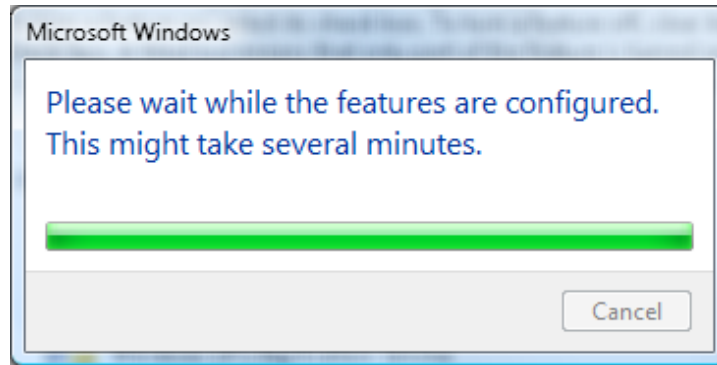 Microsoft Windows
Please wait while the features are configured.
This might take several minutes.
Cancel